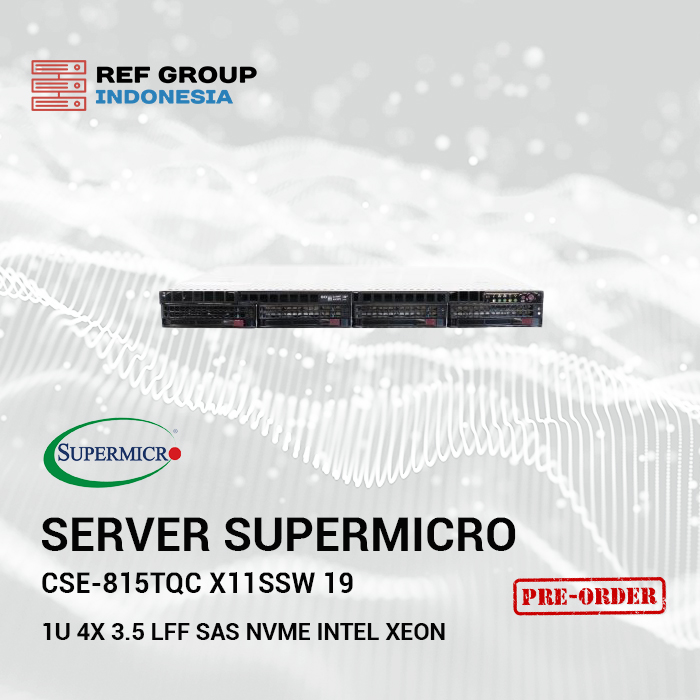 REF GROUP
INDONESIA
SUPERMICRO
®
SERVER SUPERMICRO
CSE-815TQC X11SSW 19
PRE-ORDER
1U 4X 3.5 LFF SAS NVME INTEL XEON